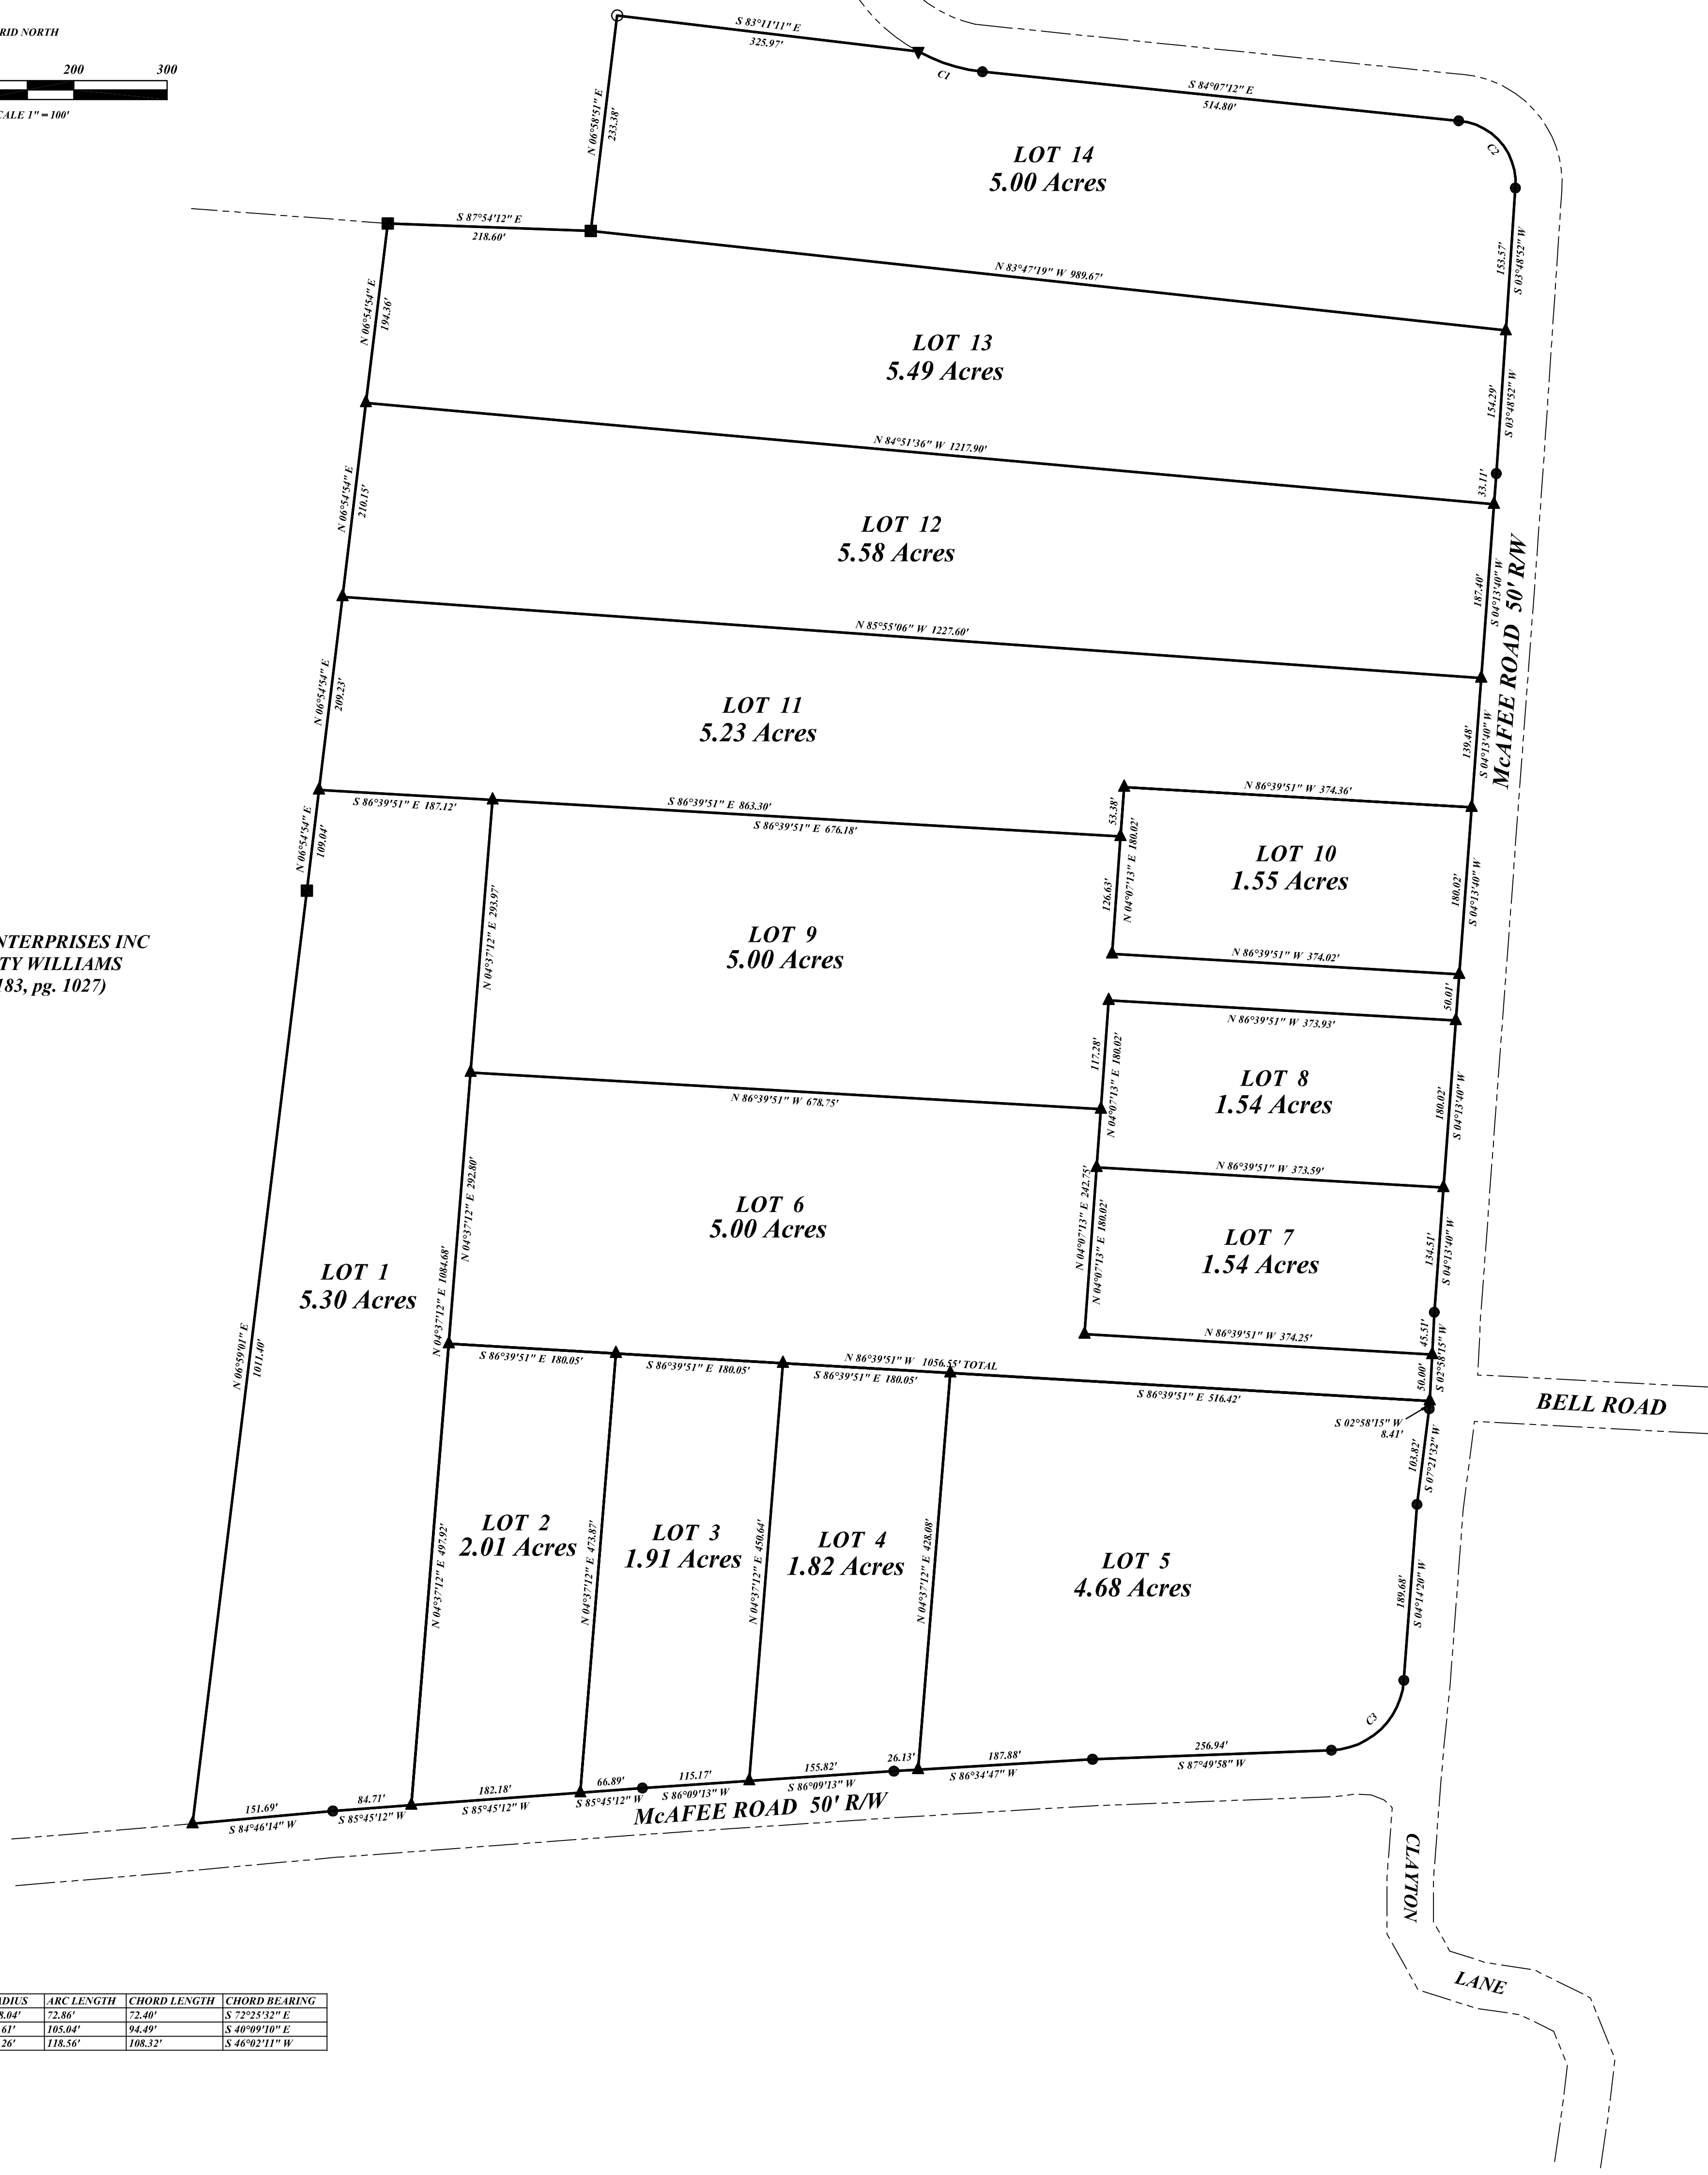 RID NORTH
200 300
CALE 1" = 100'
S 83°11'11" E
325.97'
C1
S 84°07'12" E
514.80'
C2
N 06°58'51" E
233.38'
LOT 14
5.00 Acres
153.57'
S 03°48'52" W
S 87°54'12" E
218.60'
N 83°47'19" W 989.67'
N 06°54'54" E
194.36'
LOT 13
5.49 Acres
154.29'
S 03°48'52" W
N 84°51'36" W 1217.90'
33.11'
N 06°54'54" E
210.15'
LOT 12
5.58 Acres
187.40'
S 04°13'40" W
McAFEE ROAD 50' R/W
N 85°55'06" W 1227.60'
N 06°54'54" E
209.23'
LOT 11
5.23 Acres
139.48'
S 04°13'40" W
S 86°39'51" E 187.12'
S 86°39'51" E 863.30'
S 86°39'51" E 676.18'
N 86°39'51" W 374.36'
53.38'
N 04°07'13" E 180.02'
126.63'
N 06°54'54" E
109.04'
LOT 10
1.55 Acres
180.02'
S 04°13'40" W
N 86°39'51" W 374.02'
NTERPRISES INC
TY WILLIAMS
183, pg. 1027)
N 04°37'12" E 293.97'
LOT 9
5.00 Acres
50.01'
N 86°39'51" W 373.93'
117.28'
N 04°07'13" E 180.02'
LOT 8
1.54 Acres
180.02'
S 04°13'40" W
N 86°39'51" W 678.75'
N 86°39'51" W 373.59'
N 04°37'12" E 292.80'
LOT 6
5.00 Acres
N 04°07'13" E 242.75'
N 04°07'13" E 180.02'
LOT 7
1.54 Acres
134.51'
S 04°13'40" W
N 04°37'12" E 1084.68'
LOT 1
5.30 Acres
N 06°59'01" E
1011.40'
N 86°39'51" W 374.25'
45.51'
S 02°58'15" W
50.00'
S 86°39'51" E 180.05'
S 86°39'51" E 180.05'
N 86°39'51" W 1056.55' TOTAL
S 86°39'51" E 180.05'
S 86°39'51" E 516.42'
BELL ROAD
S 02°58'15" W
8.41'
103.82'
S 07°21'32" W
N 04°37'12" E 497.92'
LOT 2
2.01 Acres
N 04°37'12" E 473.87'
LOT 3
1.91 Acres
N 04°37'12" E 450.64'
LOT 4
1.82 Acres
N 04°37'12" E 428.08'
LOT 5
4.68 Acres
189.68'
S 04°14'20" W
C3
151.69'
S 84°46'14" W
84.71'
S 85°45'12" W
182.18'
S 85°45'12" W
66.89'
S 85°45'12" W
115.17'
S 86°09'13" W
155.82'
S 86°09'13" W
26.13'
187.88'
S 86°34'47" W
256.94'
S 87°49'58" W
McAFEE ROAD 50' R/W
CLAYTON
LANE
ADIUS ARC LENGTH CHORD LENGTH CHORD BEARING
8.04' 72.86' 72.40' S 72°25'32" E
61' 105.04' 94.49' S 40°09'10" E
26' 118.56' 108.32' S 46°02'11" W